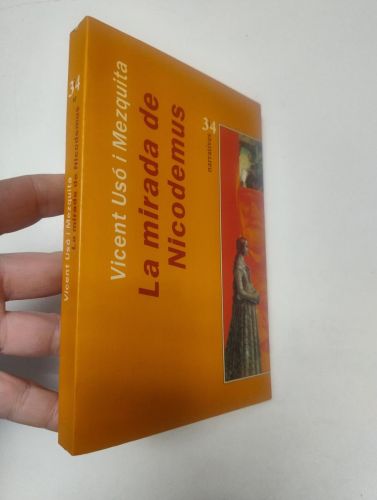 34
Vicent Usó i Mezquita
La mirada de Nicodemus
Vicent Usó i Mezquita
La mirada de
Nicodemus
34
narratives